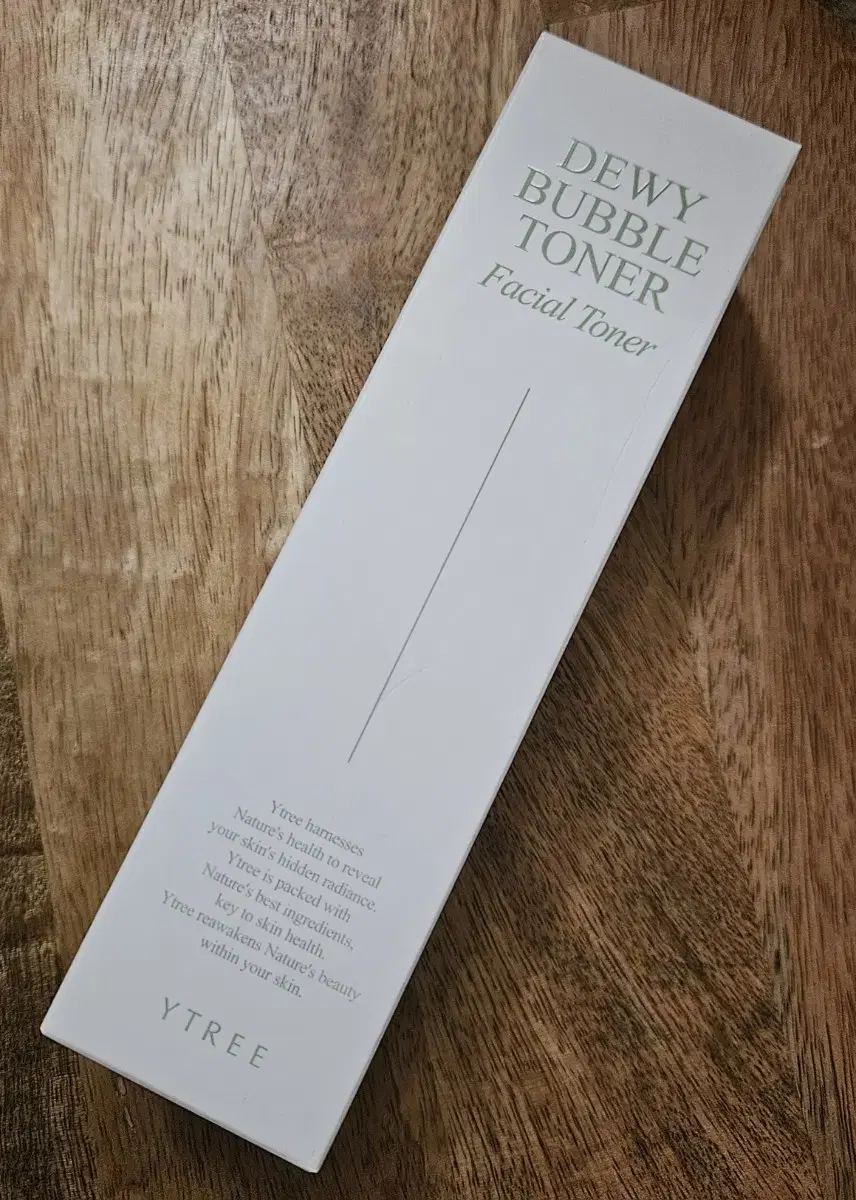 DEWY
BUBBLE
TONER
Facial Toner
Ytree harnesses
Nature's health to reveal
your skin's hidden radiance.
Ytree is packed with
Nature's best ingredients,
key to skin health.
Ytree reawakens Nature's beauty
within your skin.
YTREE